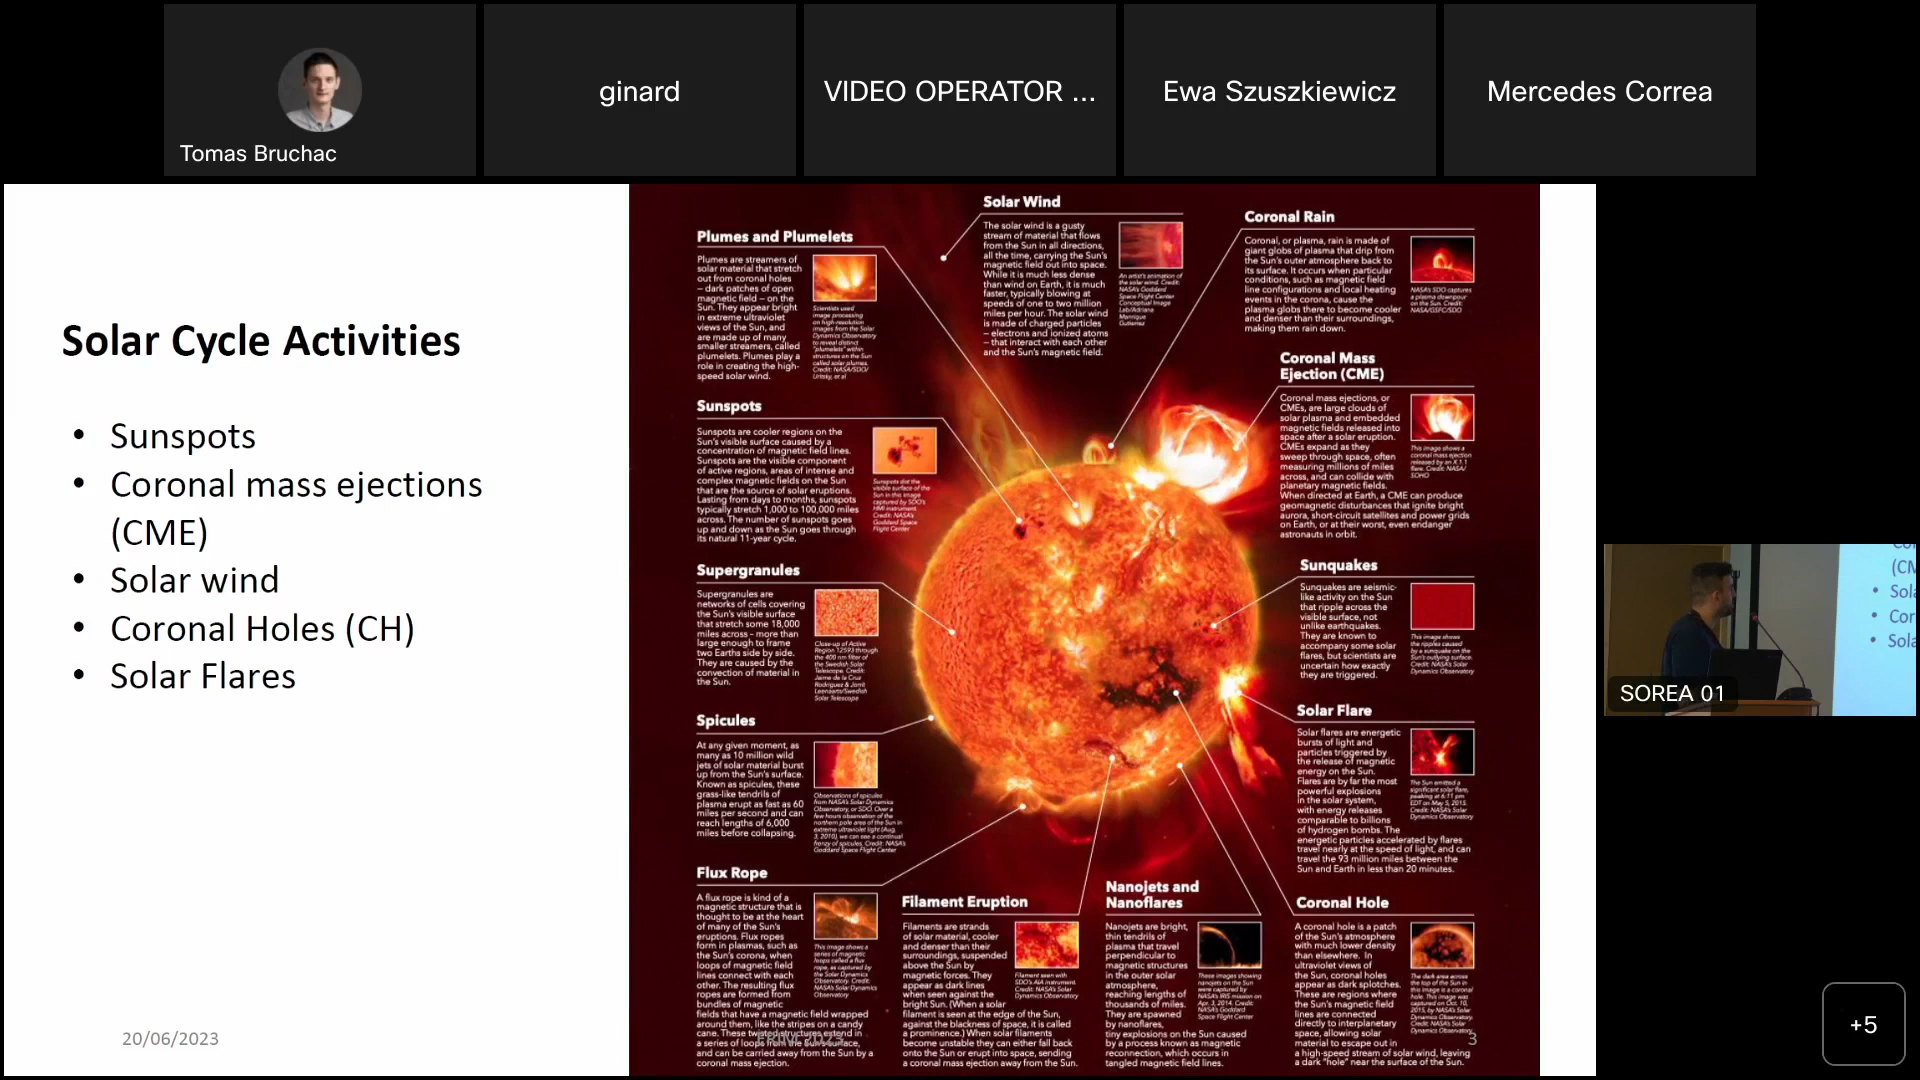 Tomas Bruchac
ginard
VIDEO OPERATOR ...
Ewa Szuszkiewicz
Mercedes Correa
Solar Cycle Activities
• Sunspots
• Coronal mass ejections
(CME)
• Solar wind
• Coronal Holes (CH)
• Solar Flares
20/06/2023
Plumes and Plumelets
Plumes are streamers of
solar material that stretch
out from coronal holes
– dark patches of open
magnetic field – on the
Sun. They appear bright
in extreme ultraviolet
views of the Sun, and
are made up of many
smaller streamers, called
plumelets. Plumes play a
role in creating the high-
speed solar wind.
Solar Wind
The solar wind is a gusty
stream of material that flows
from the Sun in all directions,
all the time, carrying the Sun's
magnetic field out into space.
While it is much less dense
than wind on Earth, it is much
faster, typically blowing at
speeds of one to two million
miles per hour. The solar wind
is made of charged particles
– electrons and ionized atoms
– that interact with each other
and the Sun's magnetic field.
Coronal Rain
Coronal, or plasma, rain is made of
giant globs of plasma that drip from
the Sun's outer atmosphere back to
its surface. It occurs when particular
conditions, such as magnetic field
line configurations and local heating
events in the corona, cause the
plasma globs there to become cooler
and denser than their surroundings,
making them rain down.
NASA's SDO captures
a plasma downpour
on the Sun. Credit:
NASA/GSFC/SDO
Sunspots
Sunspots are cooler regions on the
Sun's visible surface caused by a
concentration of magnetic field lines.
Sunspots are the visible component
of active regions, areas of intense and
complex magnetic fields on the Sun
that are the source of solar eruptions.
Lasting from days to months, sunspots
typically stretch 1,000 to 100,000 miles
across. The number of sunspots goes
up and down as the Sun goes through
its natural 11-year cycle.
Coronal Mass
Ejection (CME)
Coronal mass ejections, or
CMEs, are large clouds of
solar plasma and embedded
magnetic fields released into
space after a solar eruption.
CMEs expand as they
sweep through space, often
measuring millions of miles
across, and can collide with
planetary magnetic fields.
When directed at Earth, a CME can produce
geomagnetic disturbances that ignite bright
aurora, short-circuit satellites and power grids
on Earth, or at their worst, even endanger
astronauts in orbit.
Supergranules
Supergranules are
networks of cells covering
the Sun's visible surface
that stretch some 18,000
miles across – more than
large enough to frame
two Earths side by side.
They are caused by the
convection of material in
the Sun.
Sunquakes
Sunquakes are seismic-
like activity on the Sun
that ripple across the
visible surface, not
unlike earthquakes.
They are known to
accompany some solar
flares, but scientists are
uncertain how exactly
they are triggered.
Spicules
At any given moment, as
many as 10 million wild
jets of solar material burst
up from the Sun's surface.
Known as spicules, these
grass-like tendrils of
plasma erupt as fast as 60
miles per second and can
reach lengths of 6,000
miles before collapsing.
Solar Flare
Solar flares are energetic
bursts of light and
particles triggered by
the release of magnetic
energy on the Sun.
Flares are by far the most
powerful explosions
in the solar system,
with energy releases
comparable to billions
of hydrogen bombs. The
energetic particles accelerated by flares
travel nearly at the speed of light, and can
travel the 93 million miles between the
Sun and Earth in less than 20 minutes.
Flux Rope
A flux rope is kind of a
magnetic structure that is
thought to be at the heart
of many of the Sun's
eruptions. Flux ropes
form in plasmas, such as
the Sun's corona, when
loops of magnetic field
lines connect with each
other. The resulting flux
ropes are formed from
bundles of magnetic
fields that have a magnetic field wrapped
around them, like the stripes on a candy
cane. These twisted structures extend in
a series of loops from the Sun's surface,
and can be carried away from the Sun by a
coronal mass ejection.
Filament Eruption
Filaments are strands
of solar material, cooler
and denser than their
surroundings, suspended
above the Sun by
magnetic forces. They
appear as dark lines
when seen against the
bright Sun. (When a solar
filament is seen at the edge of the Sun,
against the blackness of space, it is called
a prominence.) When solar filaments
become unstable they can either fall back
onto the Sun or erupt into space, sending
a coronal mass ejection away from the Sun.
Nanojets and
Nanoflares
Nanojets are bright,
thin tendrils of
plasma that travel
perpendicular to
magnetic structures
in the outer solar
atmosphere,
reaching lengths of
thousands of miles.
They are spawned
by nanoflares,
tiny explosions on the Sun caused
by a process known as magnetic
reconnection, which occurs in
tangled magnetic field lines.
Coronal Hole
A coronal hole is a patch
of the Sun's atmosphere
with much lower density
than elsewhere. In
ultraviolet views of
the Sun, coronal holes
appear as dark splotches.
These are regions where
the Sun's magnetic field
lines are connected
directly to interplanetary
space, allowing solar
material to escape out in
a high-speed stream of solar wind, leaving
a dark "hole" near the surface of the Sun.
3
SOREA 01
+5